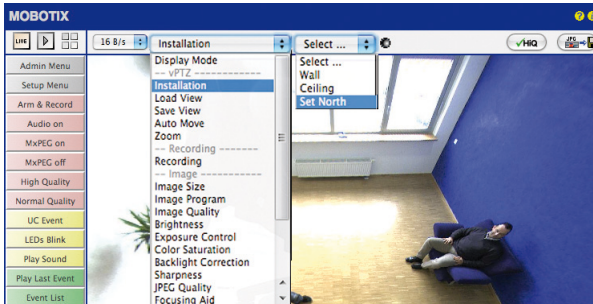 MOBOTIX
LIVE
16 B/s
Installation
Select ...
HiQ
JPG
Admin Menu
Setup Menu
Arm & Record
Audio on
MxPEG on
MxPEG off
High Quality
Normal Quality
UC Event
LEDs Blink
Play Sound
Play Last Event
Event List
Display Mode
-- vPTZ -------------
Installation
Load View
Save View
Auto Move
Zoom
-- Recording -------
Recording
-- Image ------------
Image Size
Image Program
Image Quality
Brightness
Exposure Control
Color Saturation
Backlight Correction
Sharpness
JPEG Quality
Focusing Aid
Select ...
Wall
Ceiling
Set North